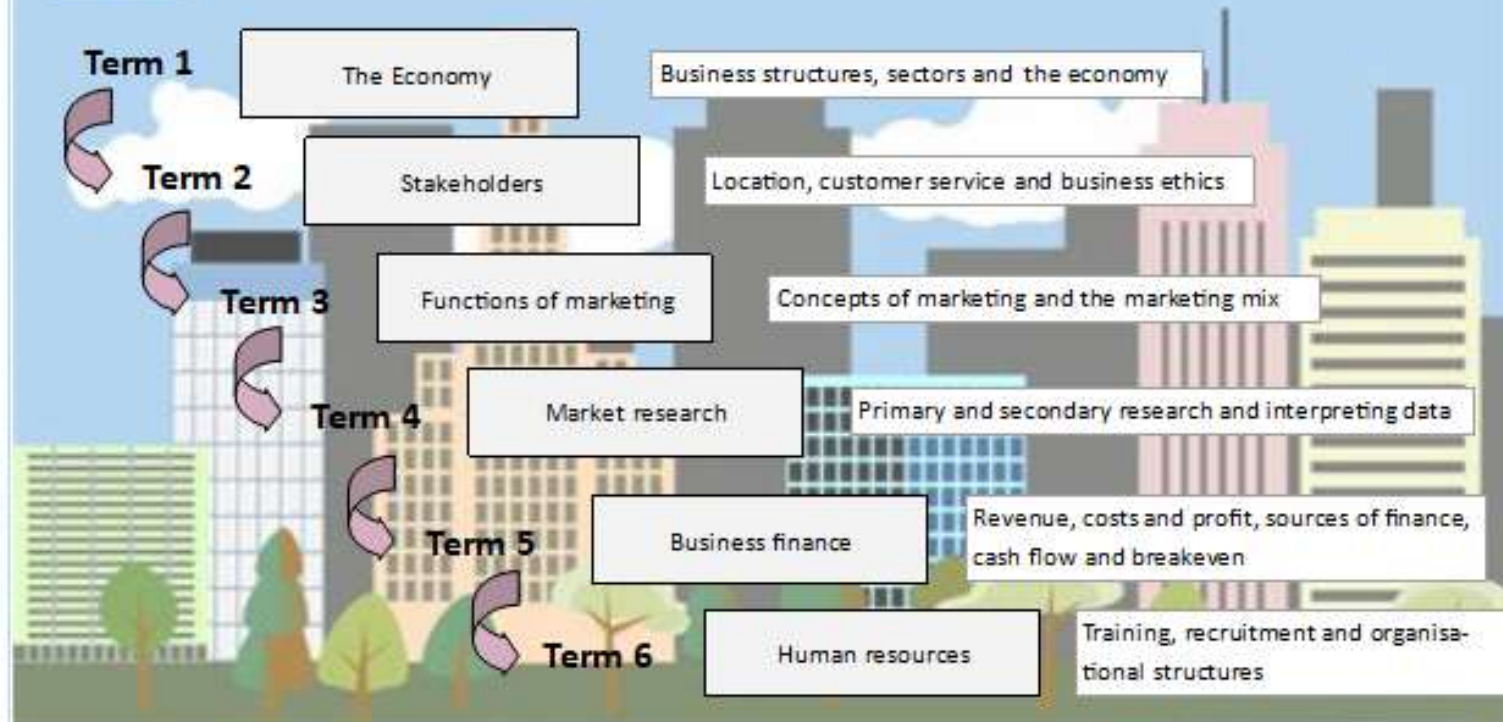 Term 1
The Economy
Business structures, sectors and the economy
Term 2
Stakeholders
Location, customer service and business ethics
Term 3
Functions of marketing
Concepts of marketing and the marketing mix
Term 4
Market research
Primary and secondary research and interpreting data
Term 5
Business finance
Revenue, costs and profit, sources of finance,
cash flow and breakeven
Term 6
Human resources
Training, recruitment and organisa-
tional structures